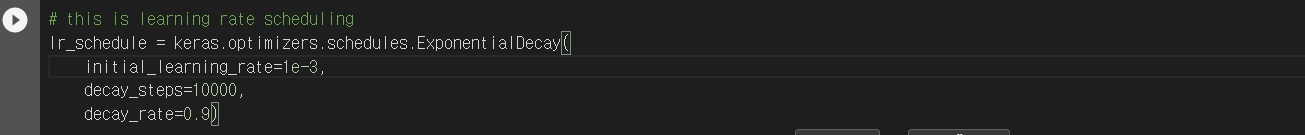 # this is learning rate scheduling
lr_schedule = keras.optimizers.schedules.ExponentialDecay(
    initial_learning_rate=1e-3,
    decay_steps=10000,
    decay_rate=0.9)